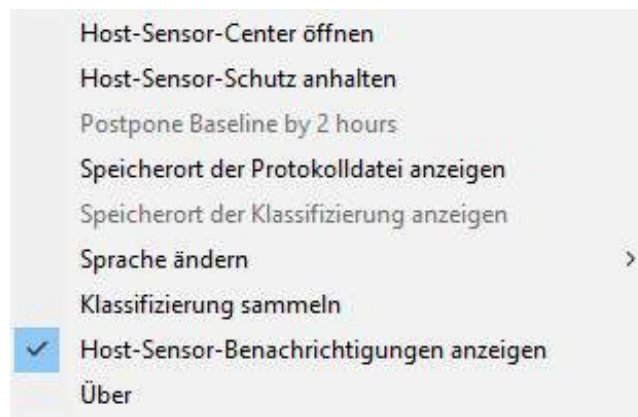 Host-Sensor-Center öffnen
Host-Sensor-Schutz anhalten
Postpone Baseline by 2 hours
Speicherort der Protokolldatei anzeigen
Speicherort der Klassifizierung anzeigen
Sprache ändern
Klassifizierung sammeln
Host-Sensor-Benachrichtigungen anzeigen
Über